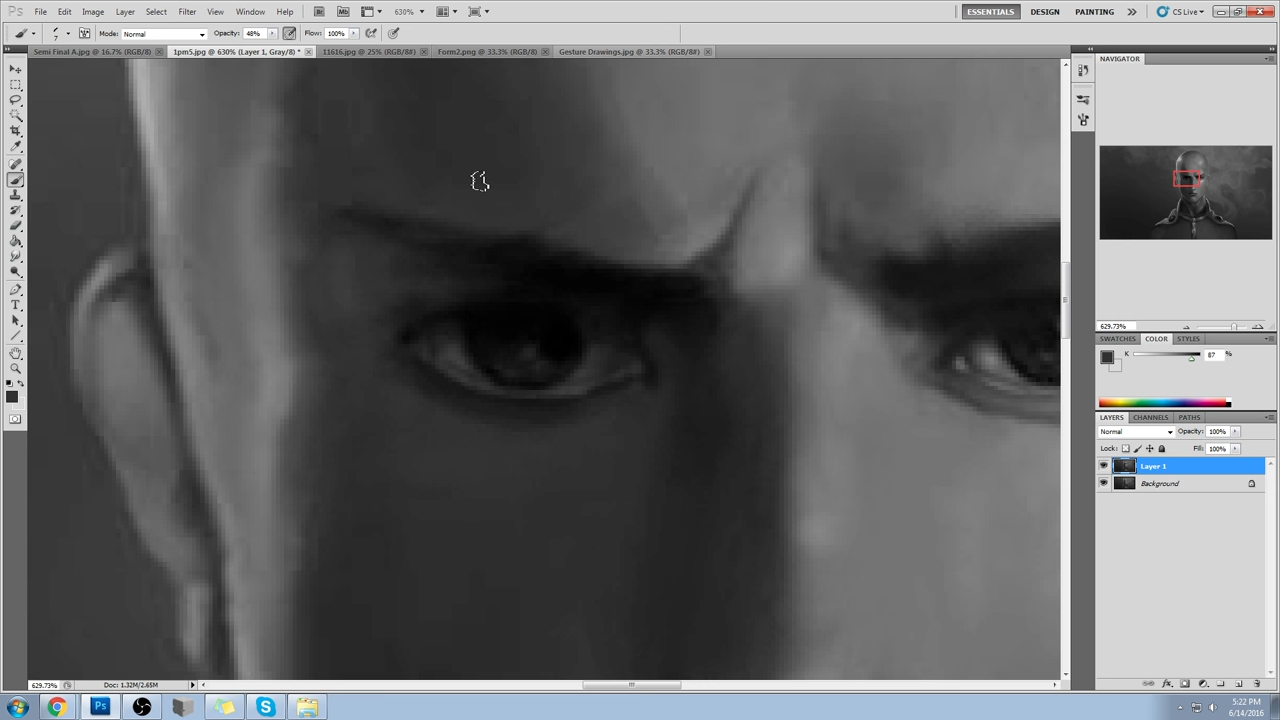 Ps File Edit Image Layer Select Filter View Window Help Br Mb 630% ESSENTIALS DESIGN PAINTING CS Live
Mode: Normal Opacity: 48% Flow: 100%
Semi Final A.jpg @ 16.7% (RGB/8) 1pm5.jpg @ 630% (Layer 1, Gray/8) * 11616.jpg @ 25% (RGB/8#) Form2.png @ 33.3% (RGB/8) Gesture Drawings.jpg @ 33.3% (RGB/8#)
NAVIGATOR
629.73%
SWATCHES COLOR STYLES
K 87 %
LAYERS CHANNELS PATHS
Normal Opacity: 100%
Lock: Fill: 100%
Layer 1
Background
629.73% Doc: 1.32M/2.65M
5:22 PM
6/14/2016